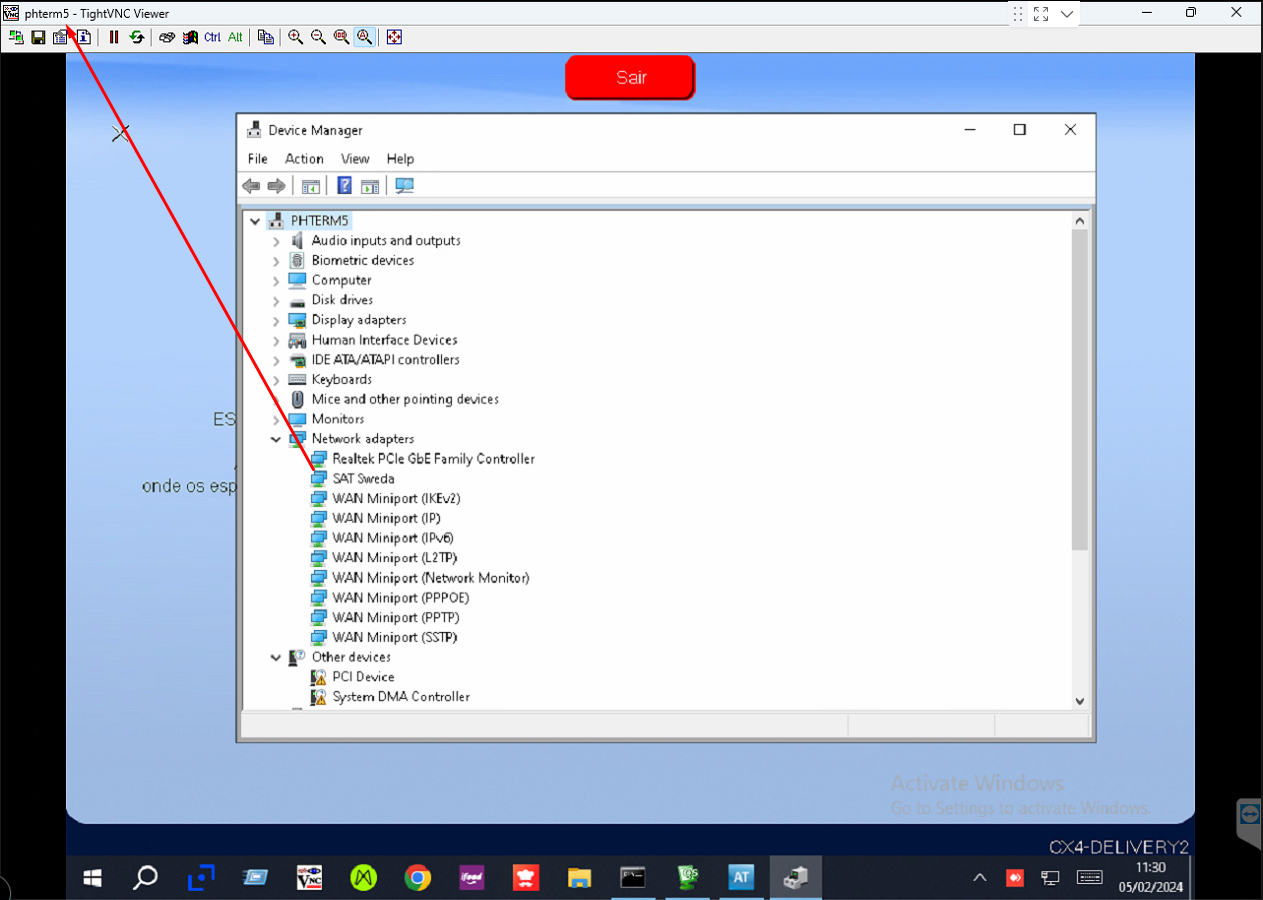 phterm5 - TightVNC Viewer
Ctrl Alt
Sair
Device Manager
File Action View Help
PHTERM5
Audio inputs and outputs
Biometric devices
Computer
Disk drives
Display adapters
Human Interface Devices
IDE ATA/ATAPI controllers
Keyboards
Mice and other pointing devices
Monitors
ES
Network adapters
Realtek PCIe GbE Family Controller
SAT Sweda
onde os esp
WAN Miniport (IKEv2)
WAN Miniport (IP)
WAN Miniport (IPv6)
WAN Miniport (L2TP)
WAN Miniport (Network Monitor)
WAN Miniport (PPPOE)
WAN Miniport (PPTP)
WAN Miniport (SSTP)
Other devices
PCI Device
System DMA Controller
Activate Windows
Go to Settings to activate Windows.
CX4-DELIVERY2
VNC
ifood
AT
11:30
05/02/2024